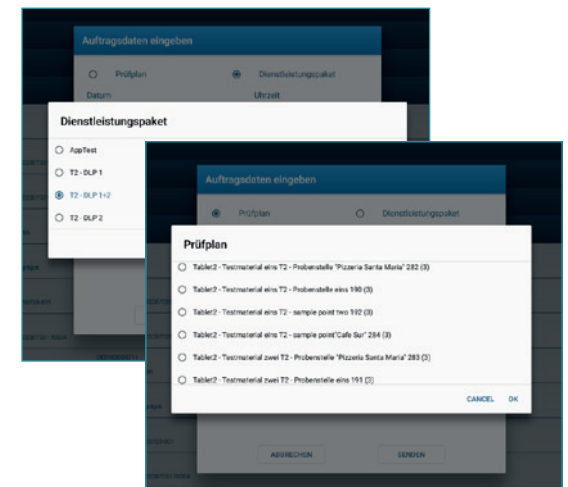 Auftragsdaten eingeben
Prüfplan
Dienstleistungspaket
Datum
Uhrzeit
Dienstleistungspaket
AppTest
T2 - DLP 1
T2 - DLP 1+2
T2 - DLP 2
Auftragsdaten eingeben
Prüfplan
Dienstleistungspaket
Prüfplan
Tablet2 - Testmaterial eins T2 - Probenstelle "Pizzeria Santa Maria" 282 (3)
Tablet2 - Testmaterial eins T2 - Probenstelle eins 190 (3)
Tablet2 - Testmaterial eins T2 - sample point two 192 (3)
Tablet2 - Testmaterial eins T2 - sample point"Cafe Sur" 284 (3)
Tablet2 - Testmaterial zwei T2 - Probenstelle "Pizzeria Santa Maria" 283 (3)
Tablet2 - Testmaterial zwei T2 - Probenstelle eins 191 (3)
CANCEL
OK
ABBRECHEN
SENDEN